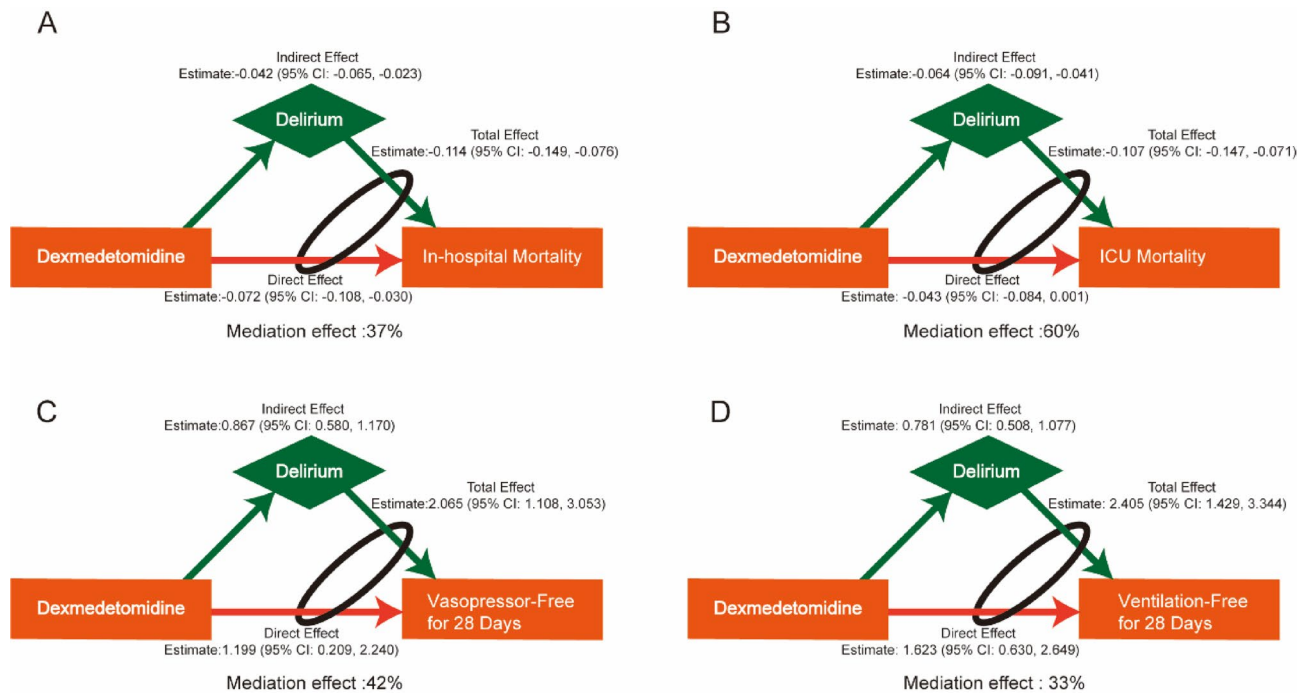 A
Indirect Effect
Estimate:-0.042 (95% CI: -0.065, -0.023)
Delirium
Total Effect
Estimate:-0.114 (95% CI: -0.149, -0.076)
Dexmedetomidine
In-hospital Mortality
Direct Effect
Estimate:-0.072 (95% CI: -0.108, -0.030)
Mediation effect :37%
B
Indirect Effect
Estimate:-0.064 (95% CI: -0.091, -0.041)
Delirium
Total Effect
Estimate:-0.107 (95% CI: -0.147, -0.071)
Dexmedetomidine
ICU Mortality
Direct Effect
Estimate: -0.043 (95% CI: -0.084, 0.001)
Mediation effect :60%
C
Indirect Effect
Estimate:0.867 (95% CI: 0.580, 1.170)
Delirium
Total Effect
Estimate:2.065 (95% CI: 1.108, 3.053)
Dexmedetomidine
Vasopressor-Free
for 28 Days
Direct Effect
Estimate:1.199 (95% CI: 0.209, 2.240)
Mediation effect :42%
D
Indirect Effect
Estimate: 0.781 (95% CI: 0.508, 1.077)
Delirium
Total Effect
Estimate: 2.405 (95% CI: 1.429, 3.344)
Dexmedetomidine
Ventilation-Free
for 28 Days
Direct Effect
Estimate: 1.623 (95% CI: 0.630, 2.649)
Mediation effect : 33%